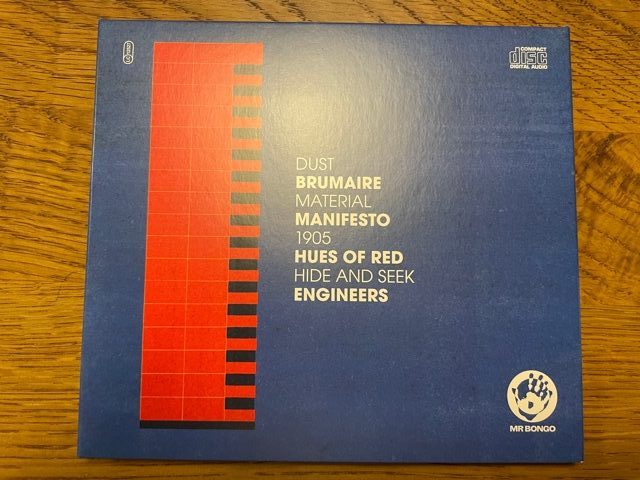 COMPACT
disc
DIGITAL AUDIO
DUST
BRUMAIRE
MATERIAL
MANIFESTO
1905
HUES OF RED
HIDE AND SEEK
ENGINEERS
MR BONGO